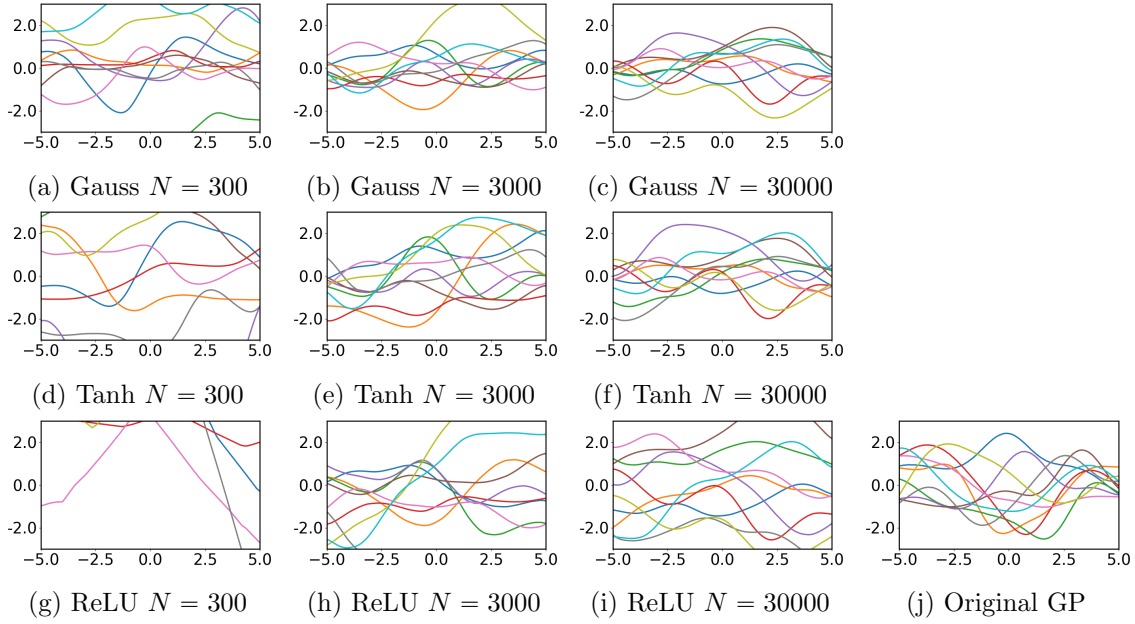 2.0 2.0 2.0
0.0 0.0 0.0
-2.0 -2.0 -2.0
−5.0 −2.5 0.0 2.5 5.0 −5.0 −2.5 0.0 2.5 5.0 −5.0 −2.5 0.0 2.5 5.0
(a) Gauss N = 300 (b) Gauss N = 3000 (c) Gauss N = 30000
2.0 2.0 2.0
0.0 0.0 0.0
-2.0 -2.0 -2.0
−5.0 −2.5 0.0 2.5 5.0 −5.0 −2.5 0.0 2.5 5.0 −5.0 −2.5 0.0 2.5 5.0
(d) Tanh N = 300 (e) Tanh N = 3000 (f) Tanh N = 30000
2.0 2.0 2.0 2.0
0.0 0.0 0.0 0.0
-2.0 -2.0 -2.0 -2.0
−5.0 −2.5 0.0 2.5 5.0 −5.0 −2.5 0.0 2.5 5.0 −5.0 −2.5 0.0 2.5 5.0 −5.0 −2.5 0.0 2.5 5.0
(g) ReLU N = 300 (h) ReLU N = 3000 (i) ReLU N = 30000 (j) Original GP